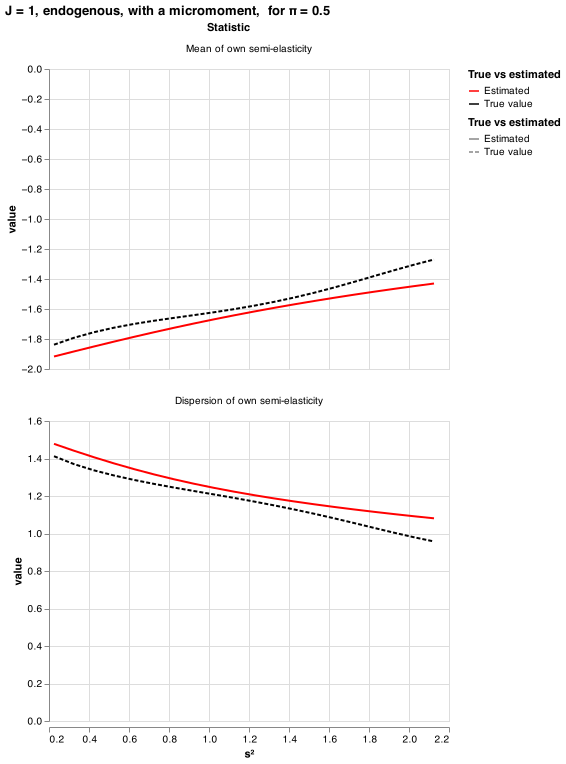 J = 1, endogenous, with a micromoment,  for π = 0.5
Statistic
Mean of own semi-elasticity
0.0
−0.2
−0.4
−0.6
−0.8
−1.0
−1.2
−1.4
−1.6
−1.8
−2.0
value
True vs estimated
Estimated
True value
True vs estimated
Estimated
True value
Dispersion of own semi-elasticity
1.6
1.4
1.2
1.0
0.8
0.6
0.4
0.2
0.0
value
0.2 0.4 0.6 0.8 1.0 1.2 1.4 1.6 1.8 2.0 2.2
s²